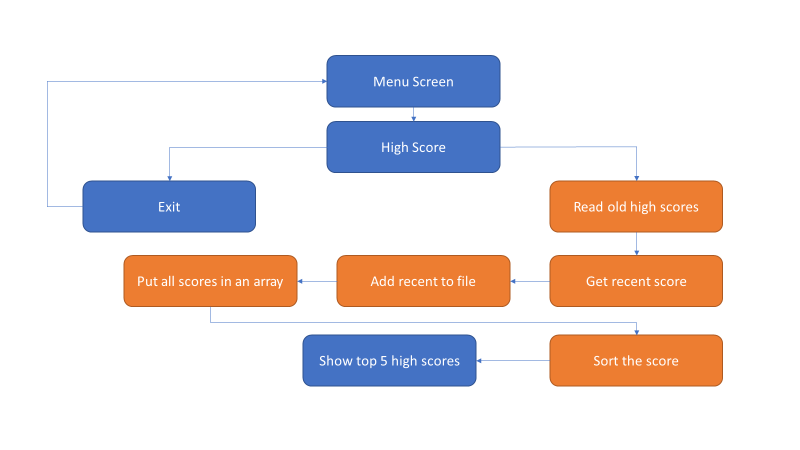 Menu Screen
High Score
Exit
Read old high scores
Put all scores in an array
Add recent to file
Get recent score
Show top 5 high scores
Sort the score